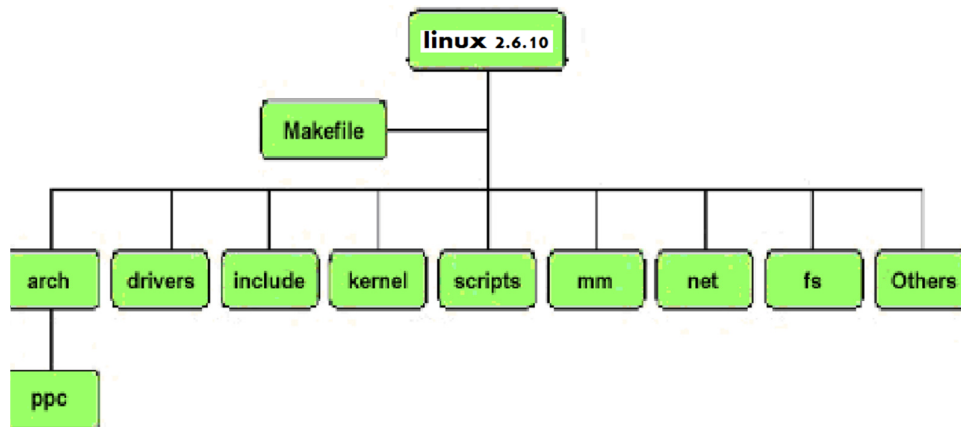 linux 2.6.10
Makefile
arch drivers include kernel scripts mm net fs Others
ppc